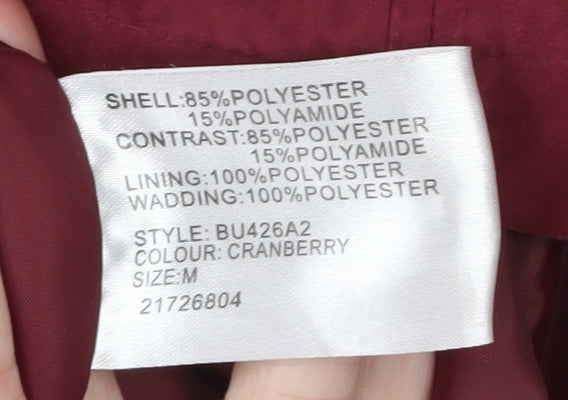 SHELL:85%POLYESTER
15%POLYAMIDE
CONTRAST:85%POLYESTER
15%POLYAMIDE
LINING:100%POLYESTER
WADDING:100%POLYESTER
STYLE: BU426A2
COLOUR: CRANBERRY
SIZE:M
21726804